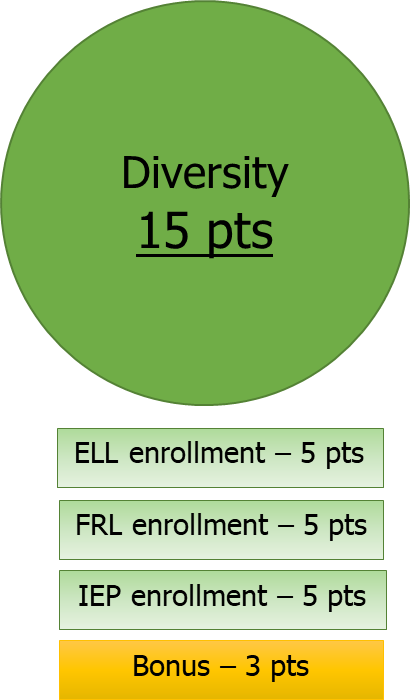 Diversity
15 pts
ELL enrollment – 5 pts
FRL enrollment – 5 pts
IEP enrollment – 5 pts
Bonus – 3 pts